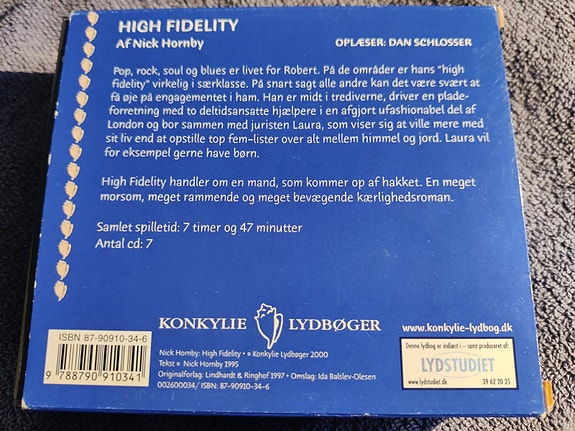 HIGH FIDELITY
Af Nick Hornby
OPLÆSER: DAN SCHLOSSER
Pop, rock, soul og blues er livet for Robert. På de områder er hans "high
fidelity" virkelig i særklasse. På snart sagt alle andre kan det være svært at
få øje på engagementet i ham. Han er midt i trediverne, driver en plade-
forretning med to deltidsansatte hjælpere i en afgjort ufashionabel del af
London og bor sammen med juristen Laura, som viser sig at ville mere med
sit liv end at opstille top fem-lister over alt mellem himmel og jord. Laura vil
for eksempel gerne have børn.
High Fidelity handler om en mand, som kommer op af hakket. En meget
morsom, meget rammende og meget bevægende kærlighedsroman.
Samlet spilletid: 7 timer og 47 minutter
Antal cd: 7
KONKYLIE LYDBØGER
www.konkylie-lydbog.dk
ISBN 87-90910-34-6
9 788790 910341
Nick Hornby: High Fidelity • © Konkylie Lydbøger 2000
Tekst © Nick Hornby 1995
Originalforlag: Lindhardt & Ringhof 1997 • Omslag: Ida Balslev-Olesen
002600034/ ISBN: 87-90910-34-6
Denne lydbog er indlæst i – samt produceret af:
LYDSTUDIET
www.lydstudiet.dk 39 62 20 25